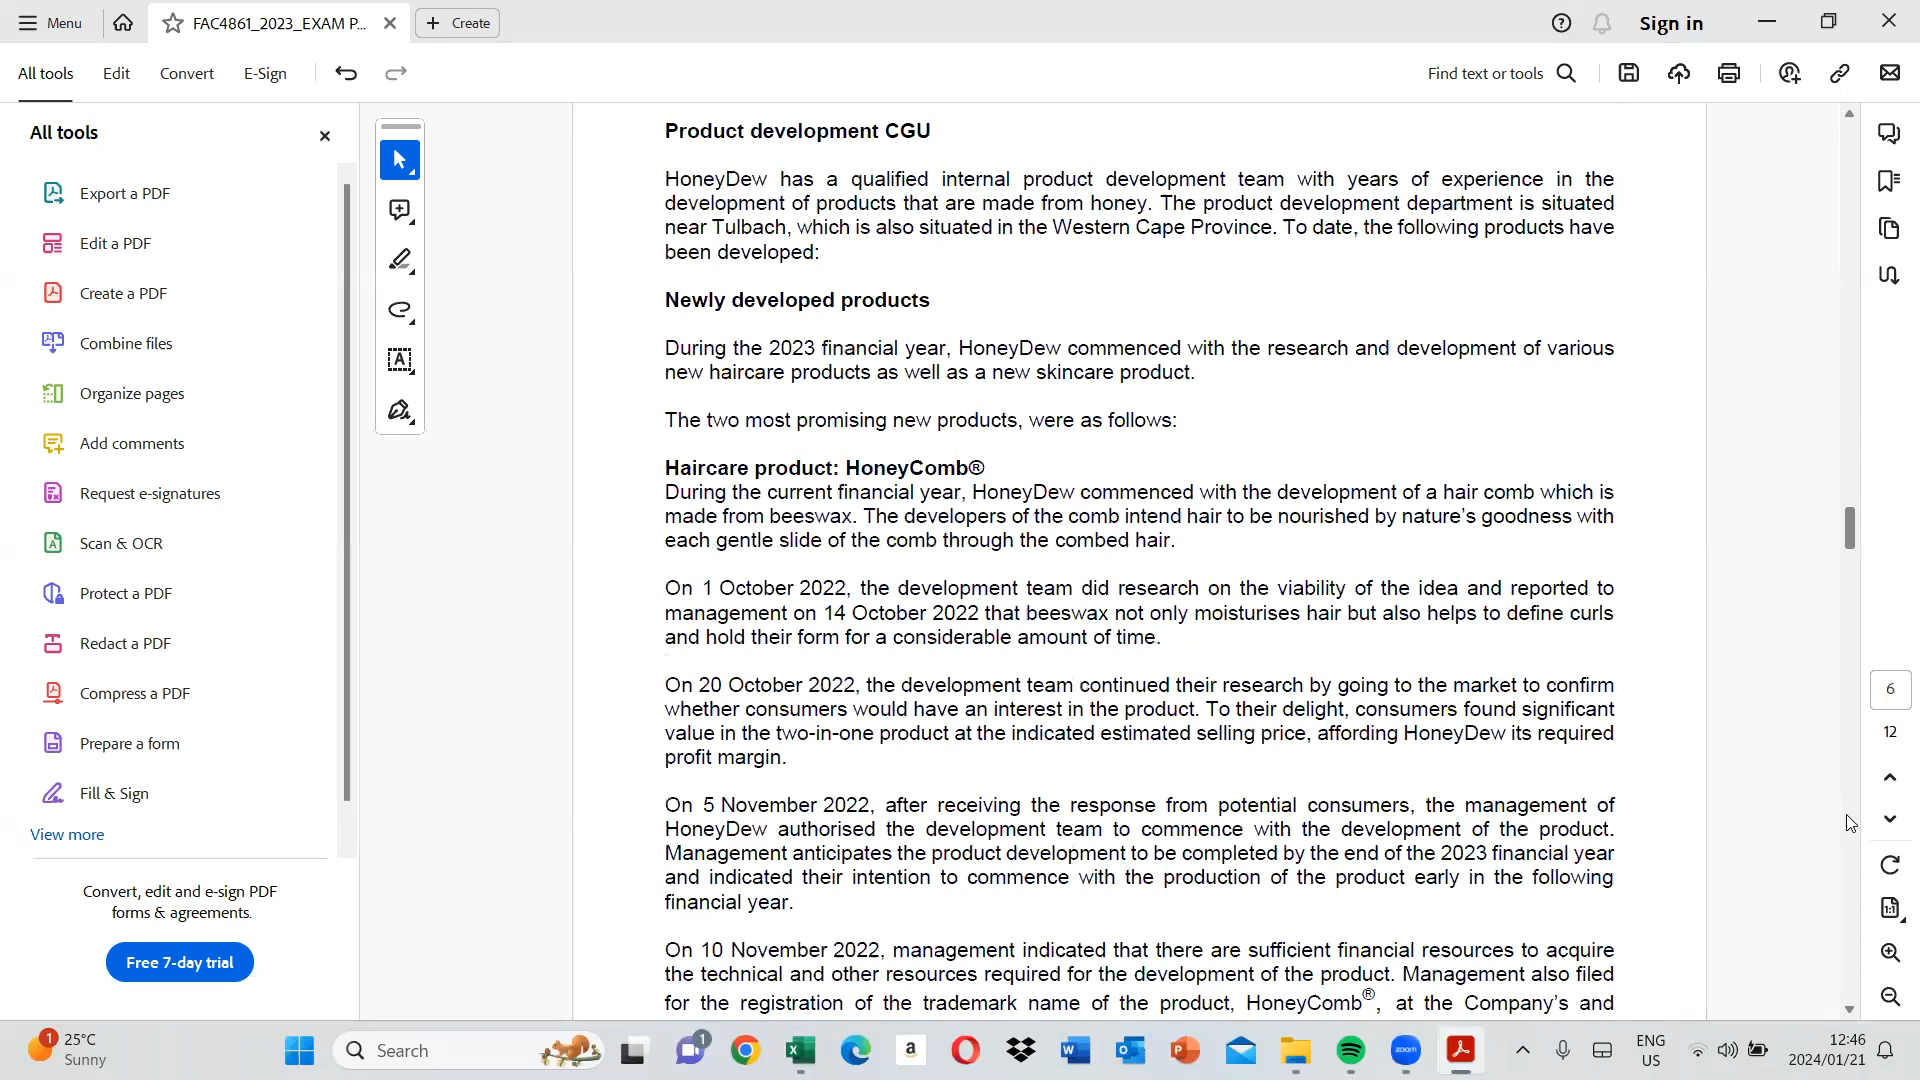 Menu
FAC4861_2023_EXAM P...
Create
Sign in
All tools
Edit
Convert
E-Sign
Find text or tools
All tools
Export a PDF
Edit a PDF
Create a PDF
Combine files
Organize pages
Add comments
Request e-signatures
Scan & OCR
Protect a PDF
Redact a PDF
Compress a PDF
Prepare a form
Fill & Sign
View more
Convert, edit and e-sign PDF
forms & agreements.
Free 7-day trial
Product development CGU
HoneyDew has a qualified internal product development team with years of experience in the
development of products that are made from honey. The product development department is situated
near Tulbach, which is also situated in the Western Cape Province. To date, the following products have
been developed:
Newly developed products
During the 2023 financial year, HoneyDew commenced with the research and development of various
new haircare products as well as a new skincare product.
The two most promising new products, were as follows:
Haircare product: HoneyComb®
During the current financial year, HoneyDew commenced with the development of a hair comb which is
made from beeswax. The developers of the comb intend hair to be nourished by nature's goodness with
each gentle slide of the comb through the combed hair.
On 1 October 2022, the development team did research on the viability of the idea and reported to
management on 14 October 2022 that beeswax not only moisturises hair but also helps to define curls
and hold their form for a considerable amount of time.
On 20 October 2022, the development team continued their research by going to the market to confirm
whether consumers would have an interest in the product. To their delight, consumers found significant
value in the two-in-one product at the indicated estimated selling price, affording HoneyDew its required
profit margin.
On 5 November 2022, after receiving the response from potential consumers, the management of
HoneyDew authorised the development team to commence with the development of the product.
Management anticipates the product development to be completed by the end of the 2023 financial year
and indicated their intention to commence with the production of the product early in the following
financial year.
On 10 November 2022, management indicated that there are sufficient financial resources to acquire
the technical and other resources required for the development of the product. Management also filed
for the registration of the trademark name of the product, HoneyComb®, at the Company's and
6
12
1:1
1
25°C
Sunny
Search
1
zoom
ENG
US
12:46
2024/01/21